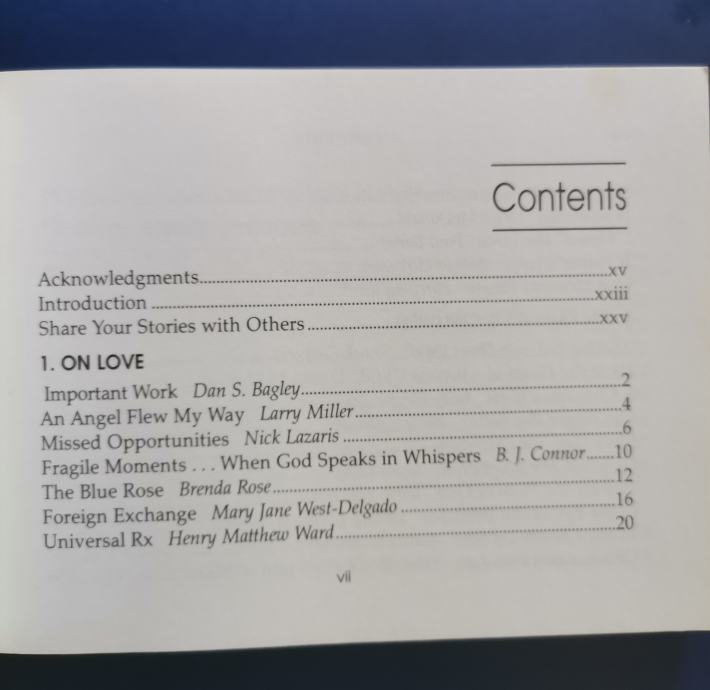 Contents
Acknowledgments..........xv
Introduction ..........xxiii
Share Your Stories with Others ..........xxv
1. ON LOVE
Important Work Dan S. Bagley..........2
An Angel Flew My Way Larry Miller..........4
Missed Opportunities Nick Lazaris ..........6
Fragile Moments . . . When God Speaks in Whispers B. J. Connor......10
The Blue Rose Brenda Rose..........12
Foreign Exchange Mary Jane West-Delgado ..........16
Universal Rx Henry Matthew Ward..........20
vii